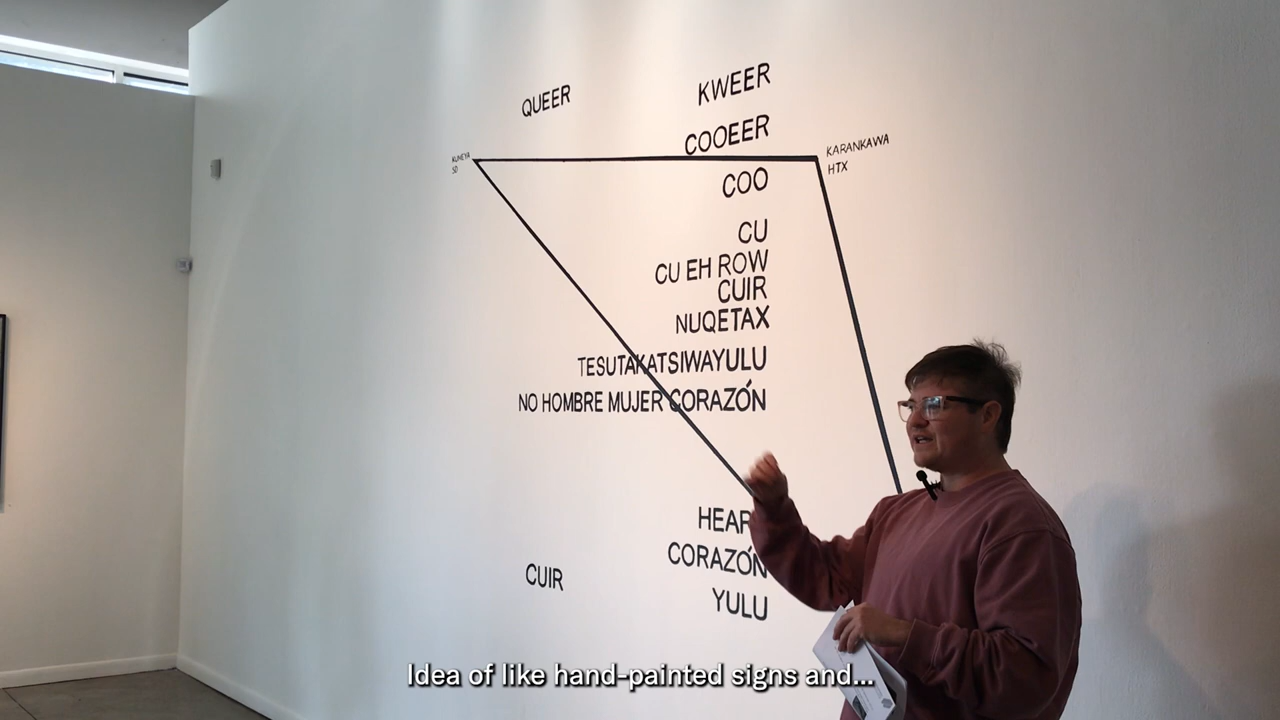 QUEER
KWEER
COOEER
KUMEYA
SD
KARANKAWA
HTX
COO
CU
CU EH ROW
CUIR
NUQETAX
TESUTAKATSIWAYULU
NO HOMBRE MUJER CORAZÓN
HEAR
CORAZÓN
CUIR
YULU
Idea of like hand-painted signs and...